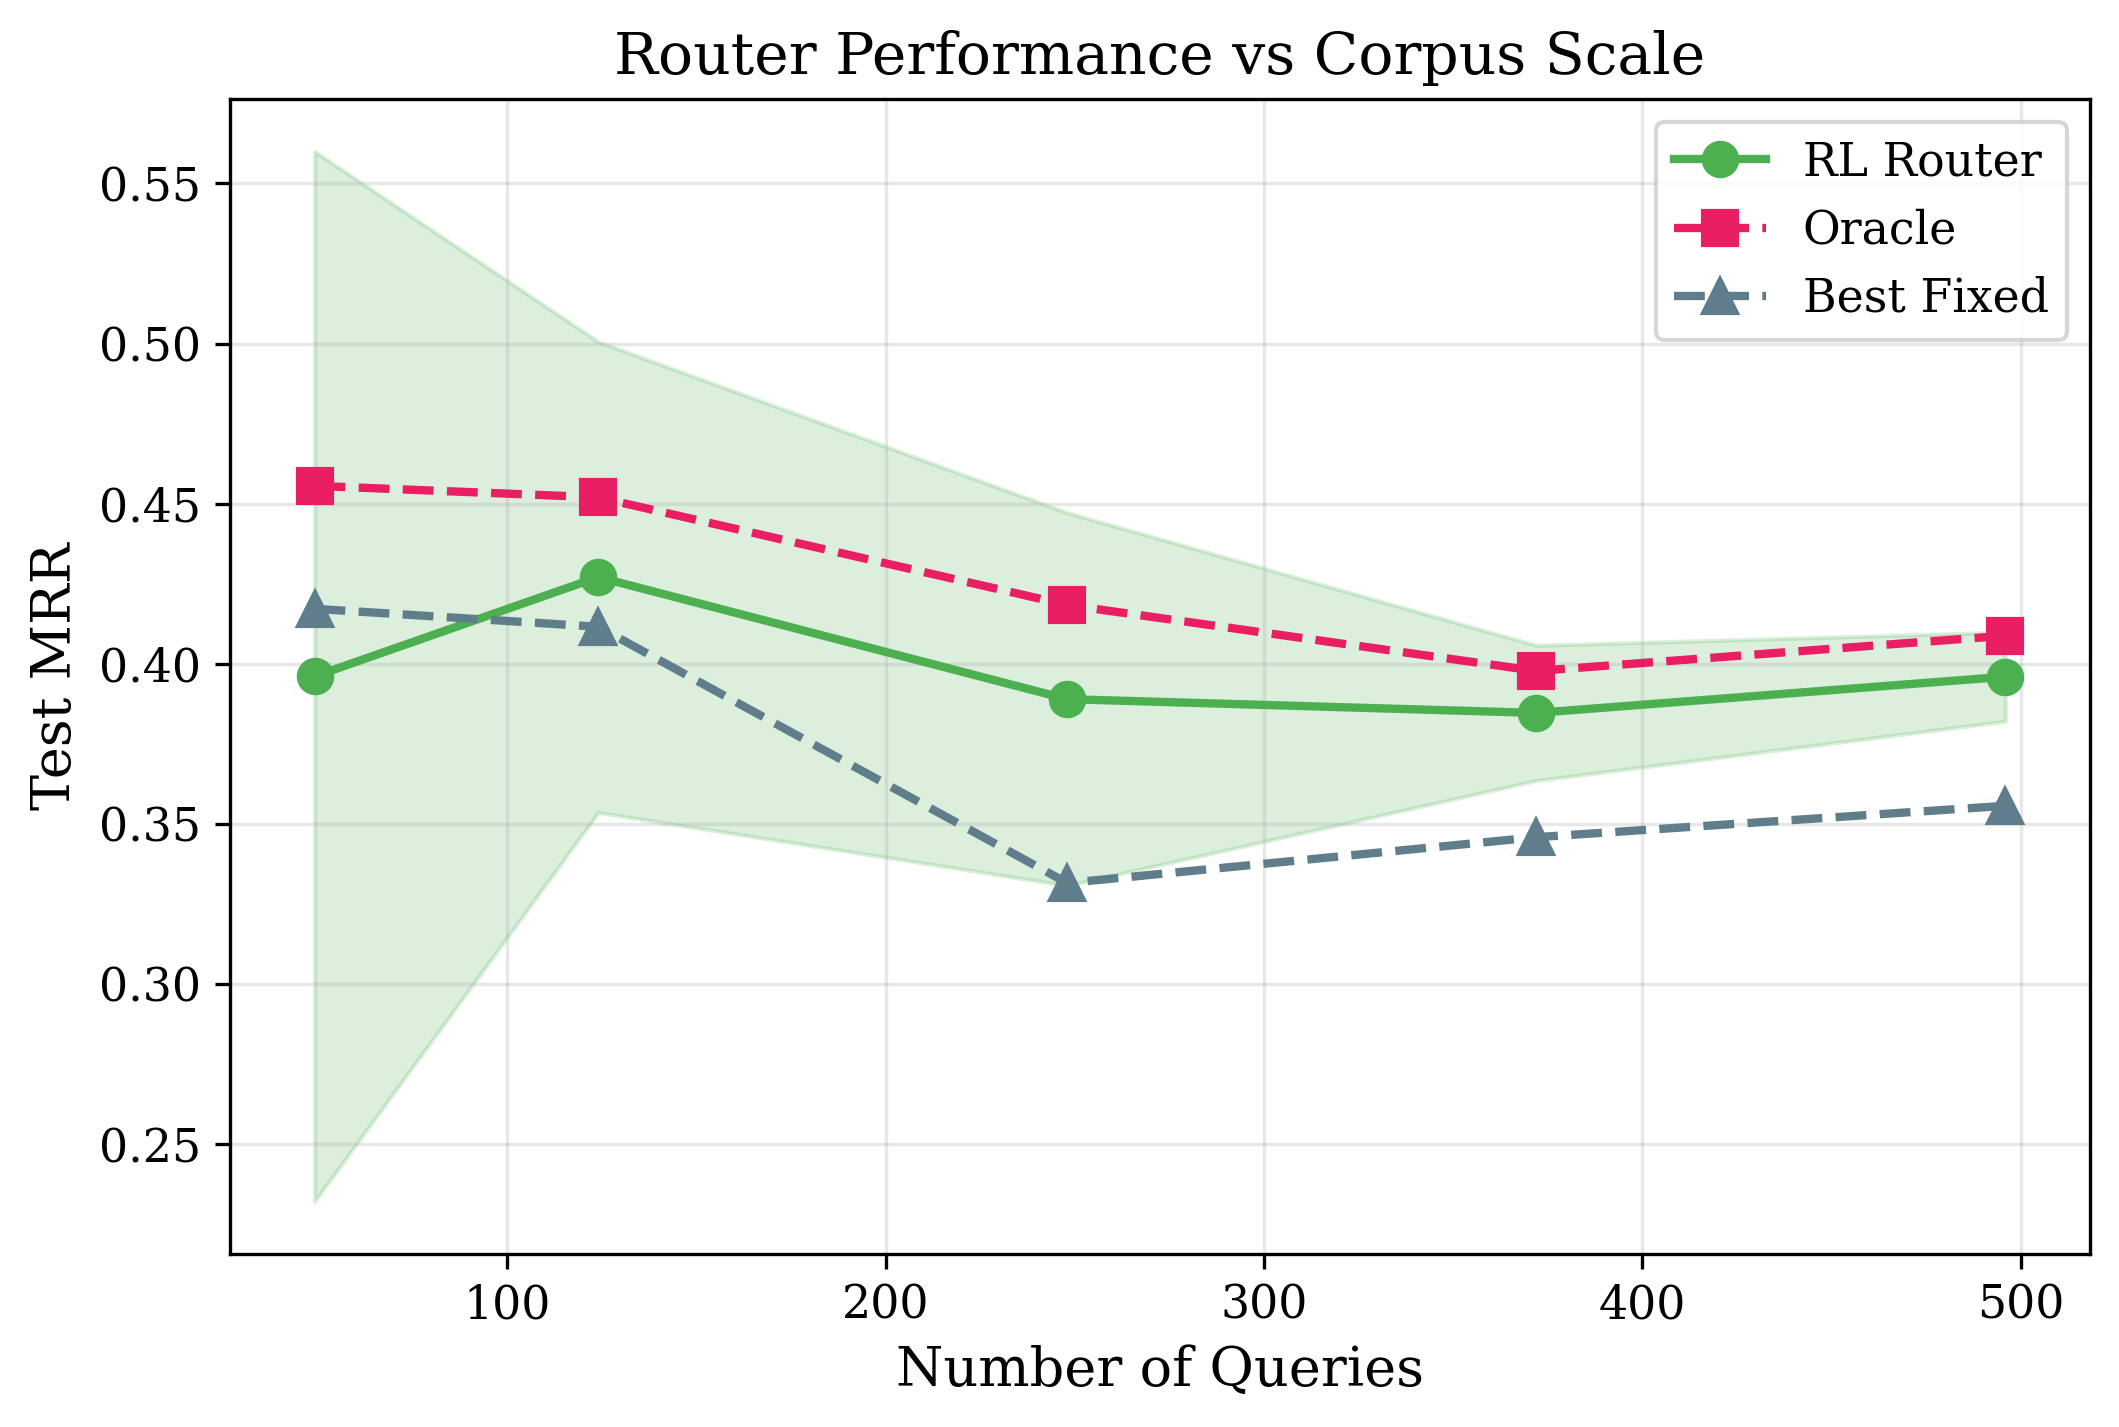 Router Performance vs Corpus Scale
RL Router
Oracle
Best Fixed
0.55
0.50
0.45
0.40
0.35
0.30
0.25
Test MRR
100 200 300 400 500
Number of Queries